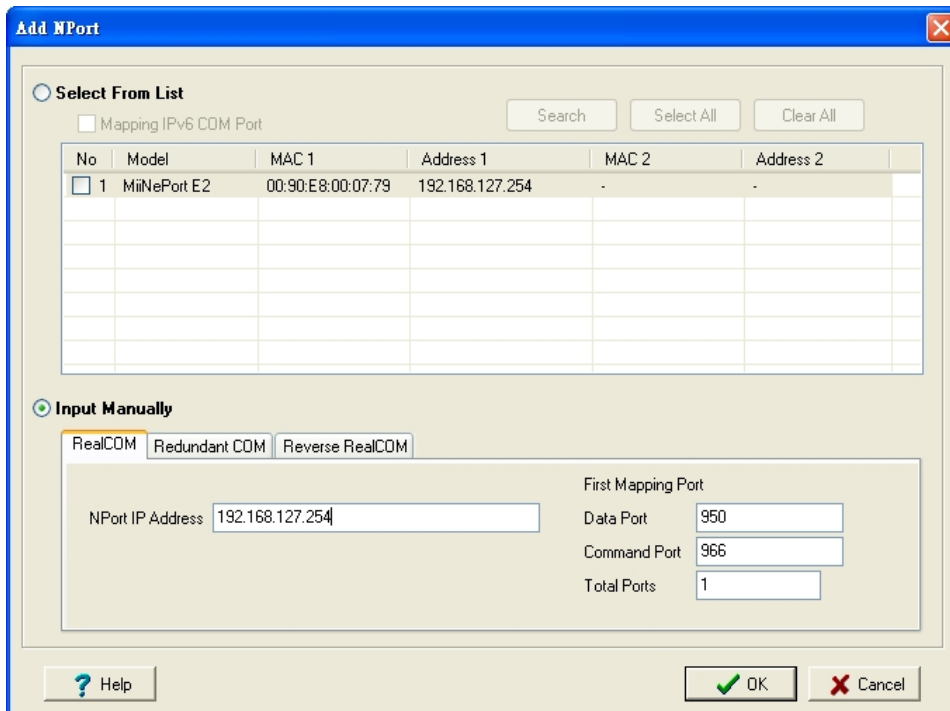 Add NPort
Select From List
Mapping IPv6 COM Port
Search
Select All
Clear All
No Model MAC 1 Address 1 MAC 2 Address 2
1 MiiNePort E2 00:90:E8:00:07:79 192.168.127.254 - -
Input Manually
RealCOM Redundant COM Reverse RealCOM
First Mapping Port
NPort IP Address 192.168.127.254
Data Port 950
Command Port 966
Total Ports 1
? Help
OK
Cancel